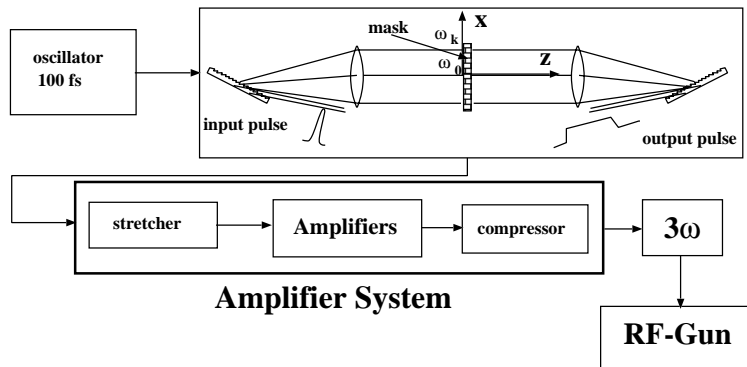 oscillator
100 fs
mask
ω k
x
ω 0
z
input pulse
output pulse
stretcher
Amplifiers
compressor
3ω
Amplifier System
RF-Gun